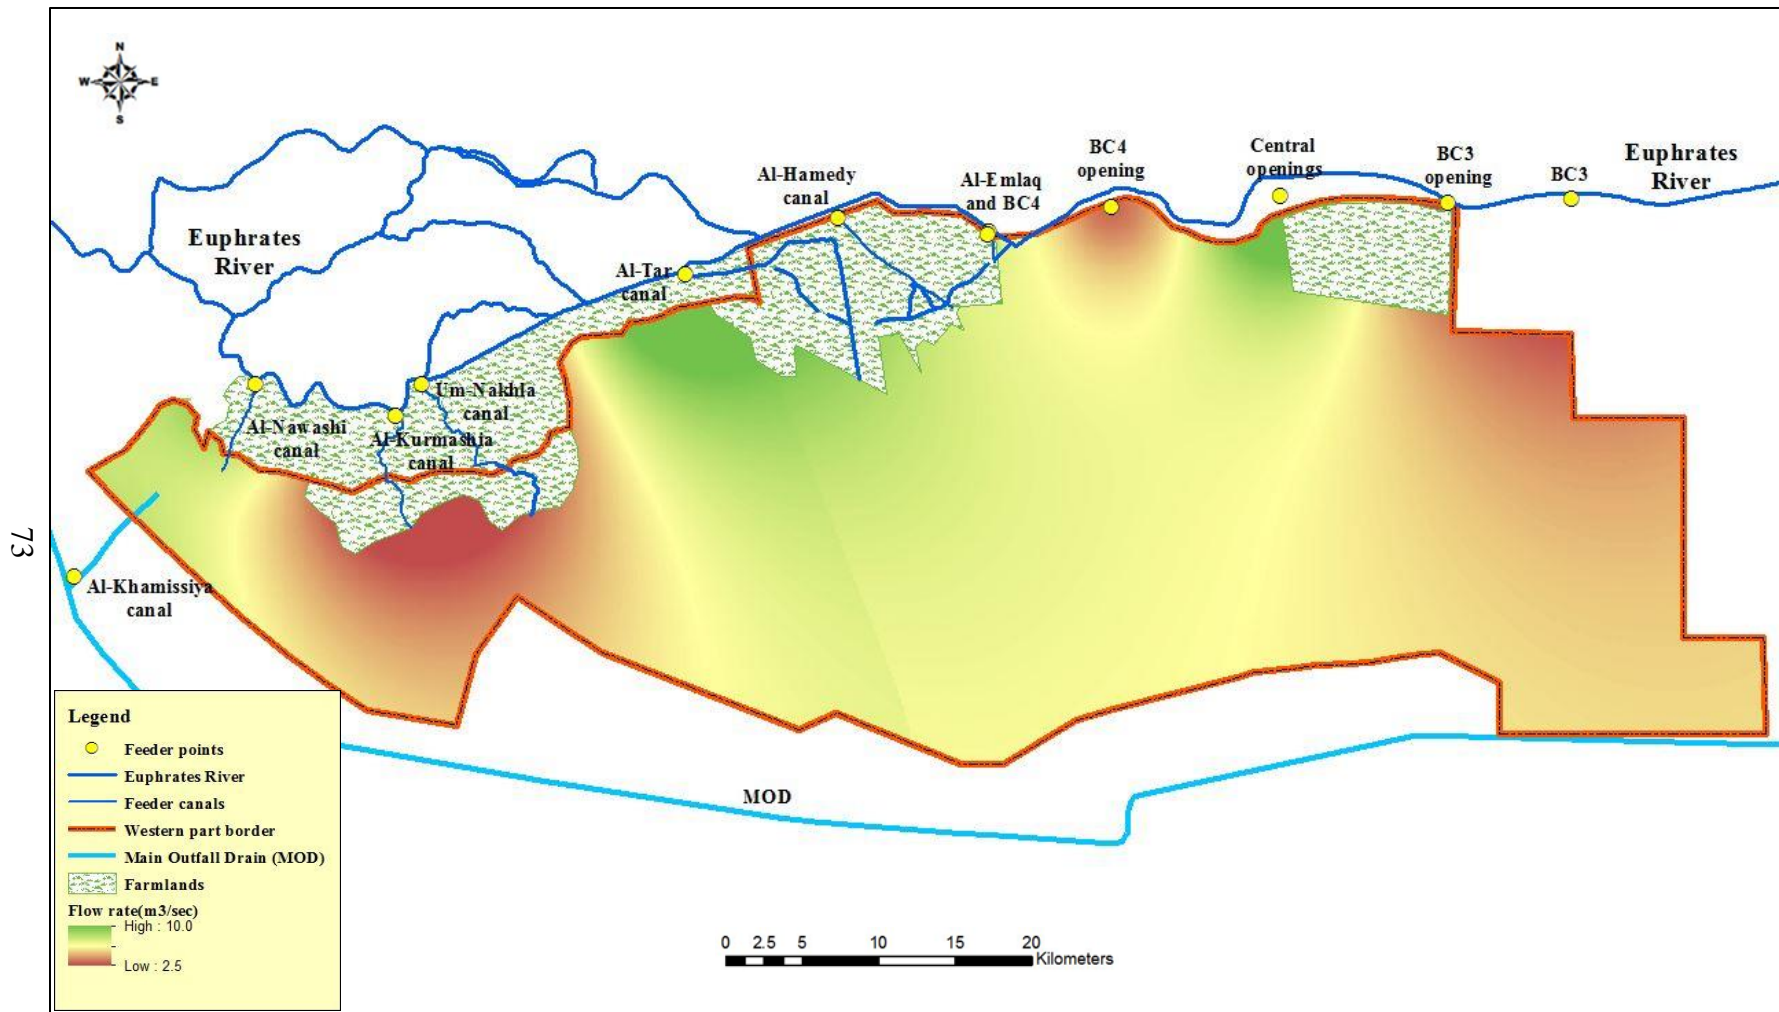 N
W E
S
Euphrates
River
Al-Hamedy
canal
Al-Emlaq
and BC4
BC4
opening
Central
openings
BC3
opening
BC3
Euphrates
River
Al-Tar
canal
Um-Nakhla
canal
Al-Nawashi
canal
Al-Kurmashia
canal
Al-Khamissiya
canal
73
MOD
Legend
Feeder points
Euphrates River
Feeder canals
Western part border
Main Outfall Drain (MOD)
Farmlands
Flow rate(m3/sec)
High : 10.0
Low : 2.5
0 2.5 5 10 15 20
Kilometers